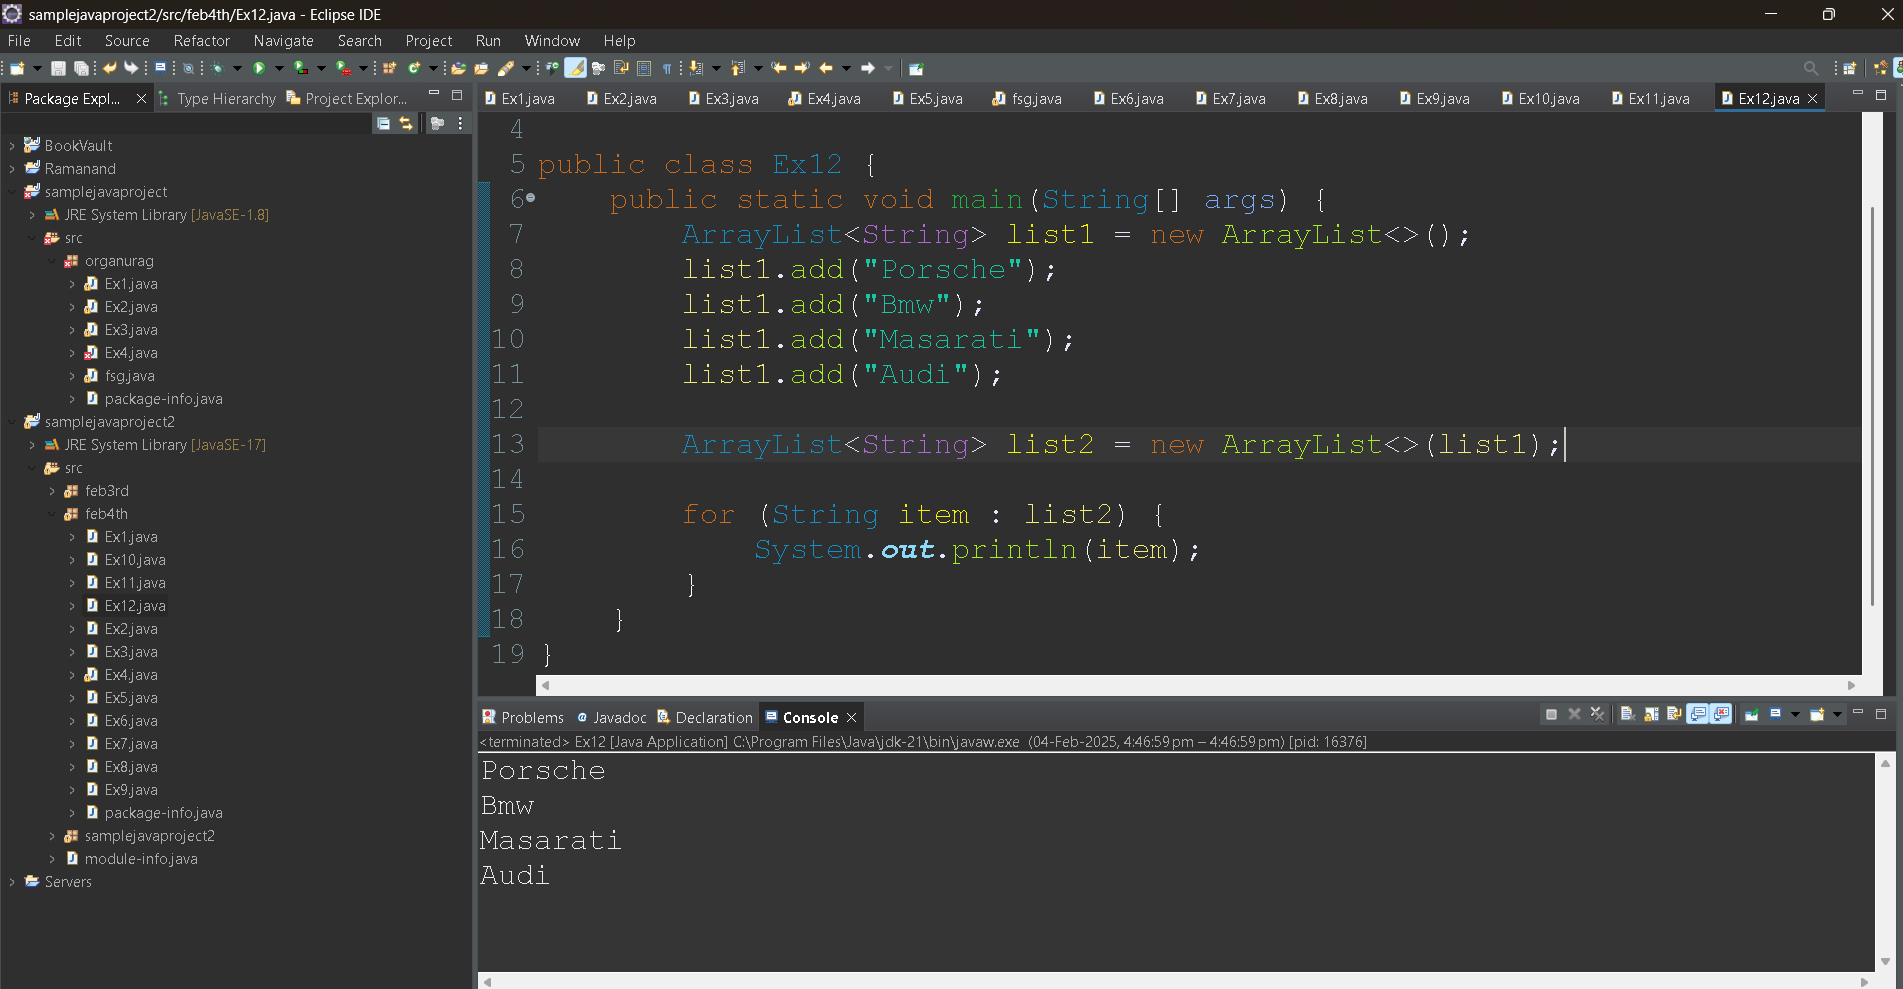 samplejavaproject2/src/feb4th/Ex12.java - Eclipse IDE
File Edit Source Refactor Navigate Search Project Run Window Help
Package Expl... Type Hierarchy Project Explor...
Ex1.java Ex2.java Ex3.java Ex4.java Ex5.java fsg.java Ex6.java Ex7.java Ex8.java Ex9.java Ex10.java Ex11.java Ex12.java
BookVault
Ramanand
samplejavaproject
JRE System Library [JavaSE-1.8]
src
organurag
Ex1.java
Ex2.java
Ex3.java
Ex4.java
fsg.java
package-info.java
samplejavaproject2
JRE System Library [JavaSE-17]
src
feb3rd
feb4th
Ex1.java
Ex10.java
Ex11.java
Ex12.java
Ex2.java
Ex3.java
Ex4.java
Ex5.java
Ex6.java
Ex7.java
Ex8.java
Ex9.java
package-info.java
samplejavaproject2
module-info.java
Servers
4
5 public class Ex12 {
6 public static void main(String[] args) {
7 ArrayList<String> list1 = new ArrayList<>();
8 list1.add("Porsche");
9 list1.add("Bmw");
10 list1.add("Masarati");
11 list1.add("Audi");
12
13 ArrayList<String> list2 = new ArrayList<>(list1);
14
15 for (String item : list2) {
16 System.out.println(item);
17 }
18 }
19 }
Problems Javadoc Declaration Console
<terminated> Ex12 [Java Application] C:\Program Files\Java\jdk-21\bin\javaw.exe (04-Feb-2025, 4:46:59 pm – 4:46:59 pm) [pid: 16376]
Porsche
Bmw
Masarati
Audi